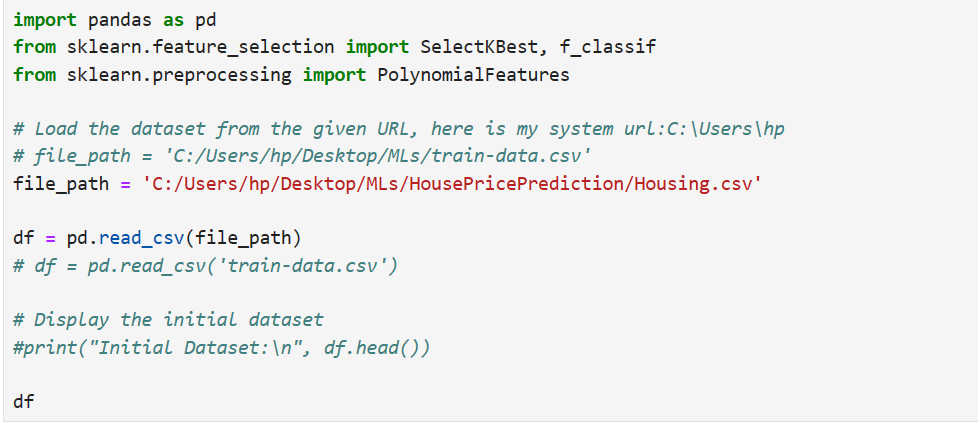 import pandas as pd
from sklearn.feature_selection import SelectKBest, f_classif
from sklearn.preprocessing import PolynomialFeatures
# Load the dataset from the given URL, here is my system url:C:\Users\hp
# file_path = 'C:/Users/hp/Desktop/MLs/train-data.csv'
file_path = 'C:/Users/hp/Desktop/MLs/HousePricePrediction/Housing.csv'
df = pd.read_csv(file_path)
# df = pd.read_csv('train-data.csv')
# Display the initial dataset
#print("Initial Dataset:\n", df.head())
df